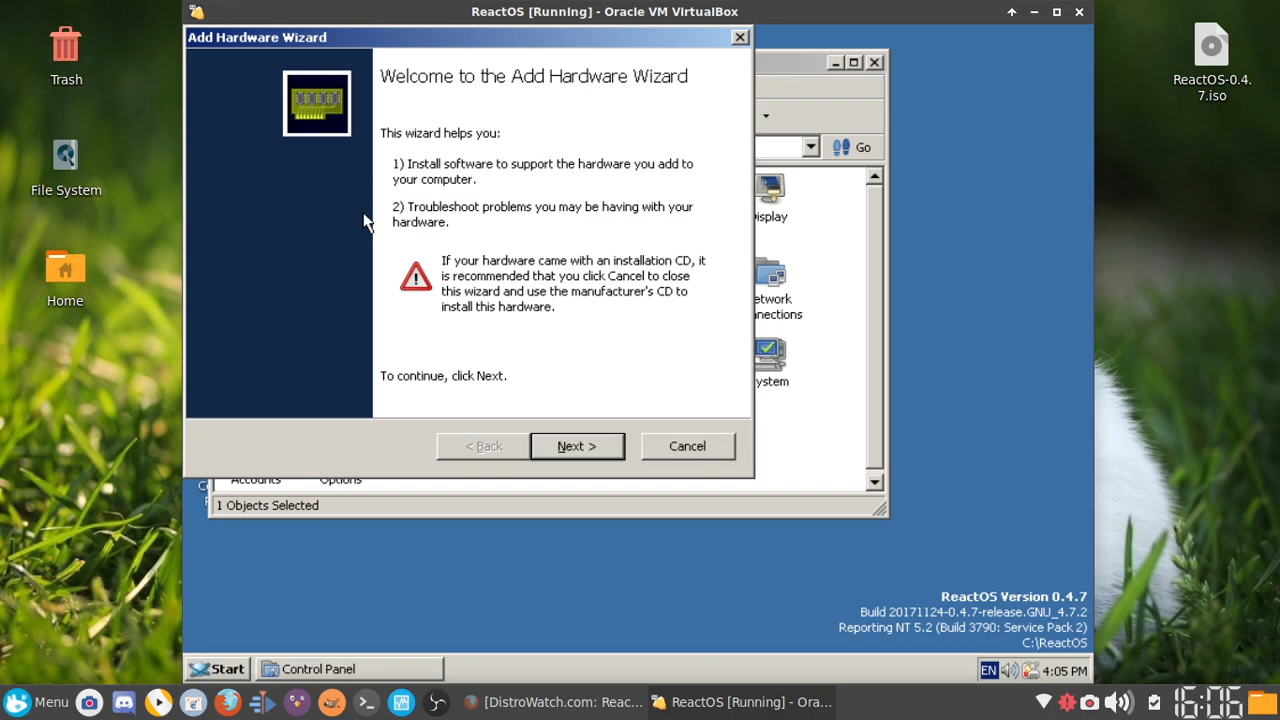 ReactOS [Running] - Oracle VM VirtualBox
Trash
File System
Home
ReactOS-0.4.
7.iso
Add Hardware Wizard
Welcome to the Add Hardware Wizard
This wizard helps you:
1) Install software to support the hardware you add to
your computer.
2) Troubleshoot problems you may be having with your
hardware.
If your hardware came with an installation CD, it
is recommended that you click Cancel to close
this wizard and use the manufacturer's CD to
install this hardware.
To continue, click Next.
< Back
Next >
Cancel
Go
isplay
etwork
nnections
ystem
Accounts
Options
1 Objects Selected
ReactOS Version 0.4.7
Build 20171124-0.4.7-release.GNU_4.7.2
Reporting NT 5.2 (Build 3790: Service Pack 2)
C:\ReactOS
Start
Control Panel
EN
4:05 PM
Menu
[DistroWatch.com: Reac...
ReactOS [Running] - Ora...
16:06